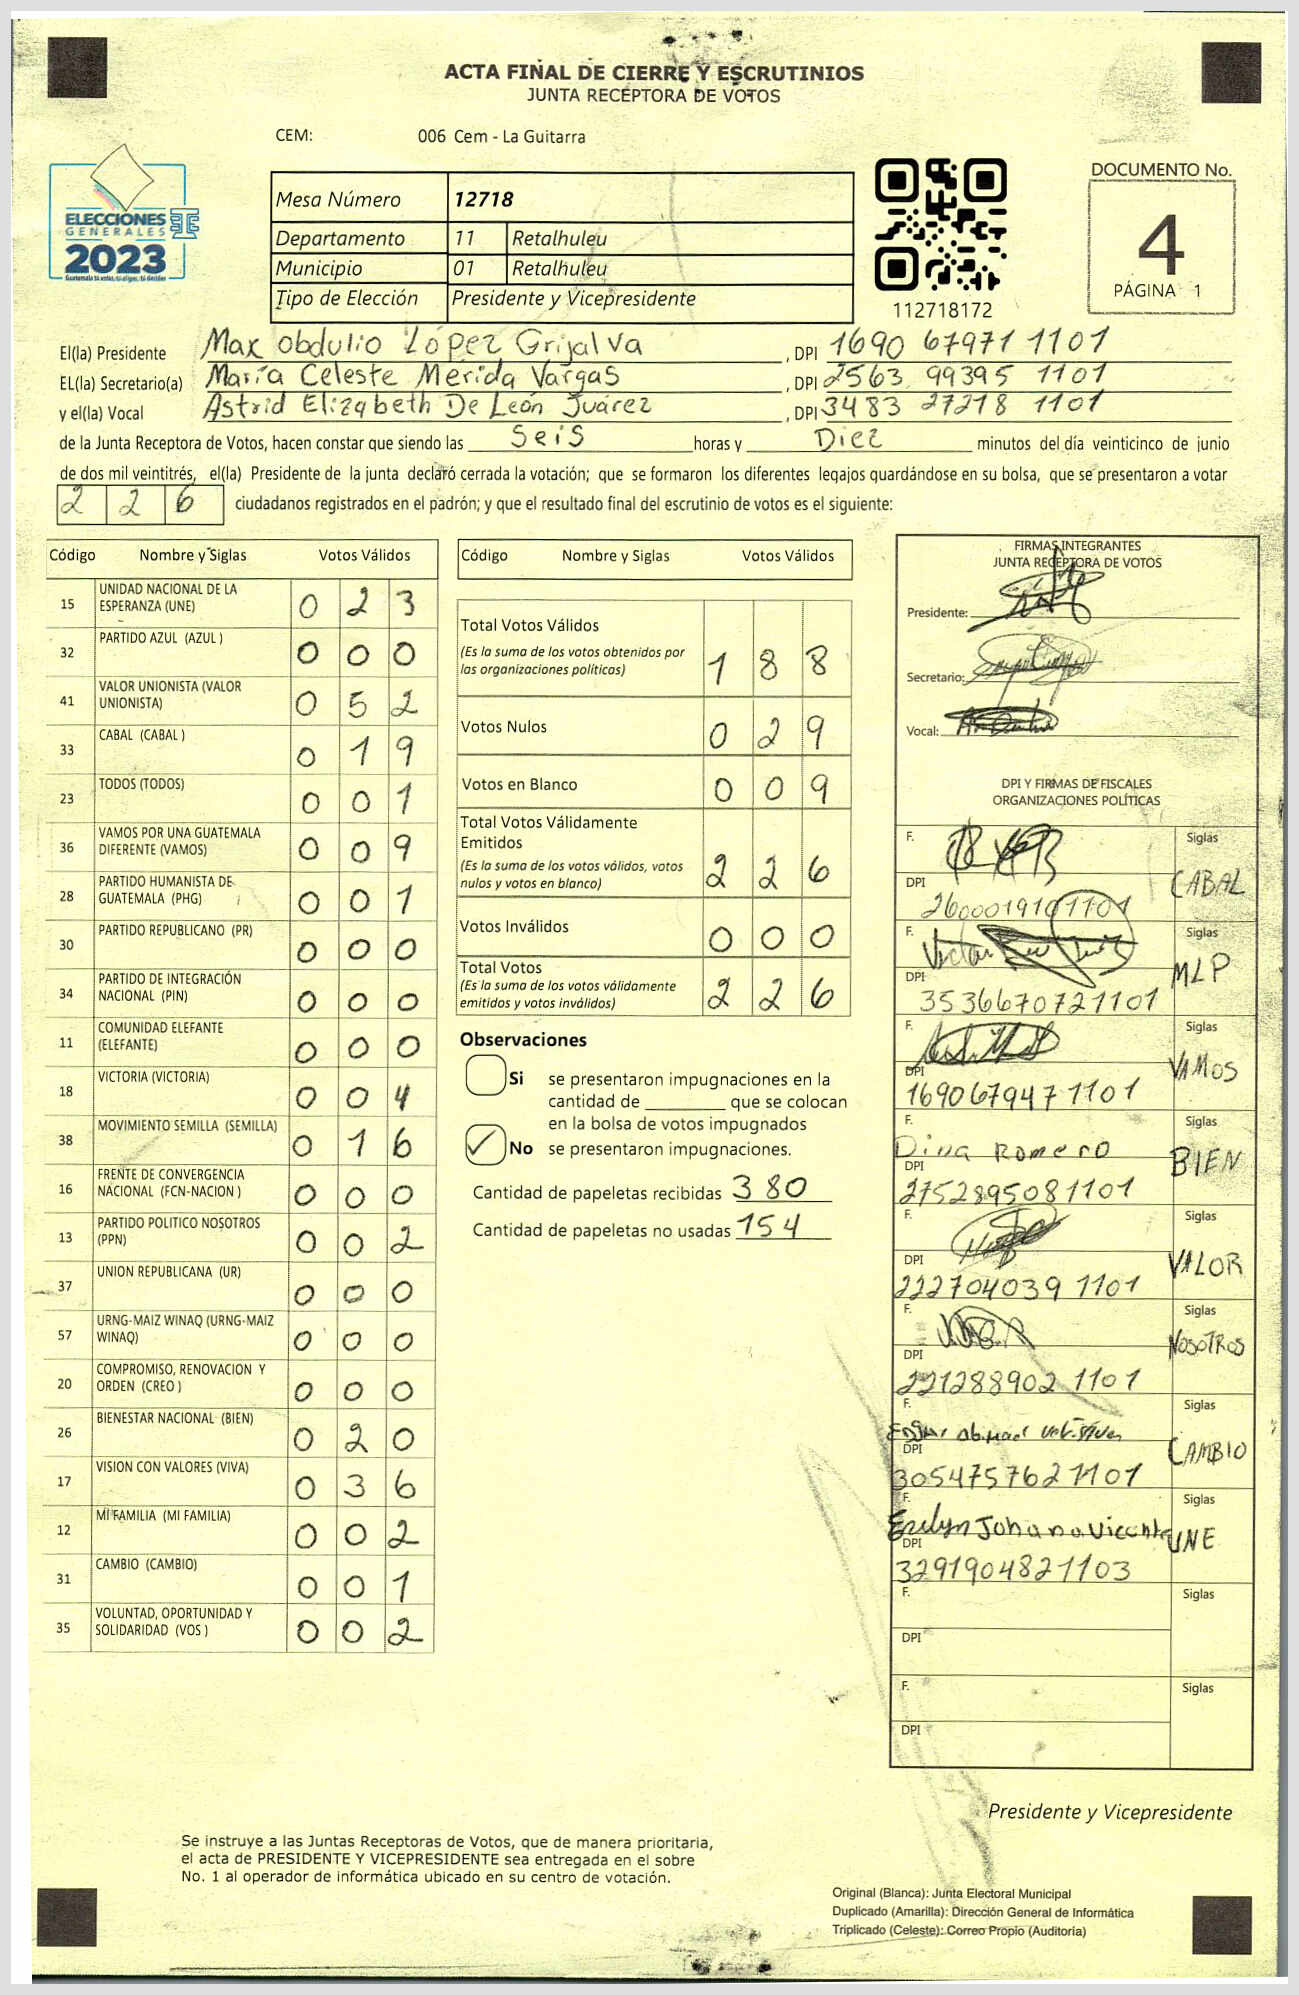 ACTA FINAL DE CIERRE Y ESCRUTINIOS
JUNTA RECEPTORA DE VOTOS
CEM: 006 Cem - La Guitarra
ELECCIONES
GENERALES
2023
Guatemala tú votas, tú eliges, tú decides
Mesa Número 12718
Departamento 11 Retalhuleu
Municipio 01 Retalhuleu
Tipo de Elección Presidente y Vicepresidente
112718172
DOCUMENTO No.
4
PÁGINA 1
El(la) Presidente Max obdulio López Grijalva, DPI 1690 67971 1101
EL(la) Secretario(a) María Celeste Merida Vargas, DPI 2563 99395 1101
y el(la) Vocal Astrid Elizabeth De León Juárez, DPI 3483 27218 1101
de la Junta Receptora de Votos, hacen constar que siendo las Seis horas y Diez minutos del día veinticinco de junio
de dos mil veintitrés, el(la) Presidente de la junta declaró cerrada la votación; que se formaron los diferentes legajos guardándose en su bolsa, que se presentaron a votar
2 2 6 ciudadanos registrados en el padrón; y que el resultado final del escrutinio de votos es el siguiente:
Código Nombre y Siglas Votos Válidos
15 UNIDAD NACIONAL DE LA
ESPERANZA (UNE) 0 2 3
32 PARTIDO AZUL (AZUL ) 0 0 0
41 VALOR UNIONISTA (VALOR
UNIONISTA) 0 5 2
33 CABAL (CABAL ) 0 1 9
23 TODOS (TODOS) 0 0 1
36 VAMOS POR UNA GUATEMALA
DIFERENTE (VAMOS) 0 0 9
28 PARTIDO HUMANISTA DE
GUATEMALA (PHG) 0 0 1
30 PARTIDO REPUBLICANO (PR) 0 0 0
34 PARTIDO DE INTEGRACIÓN
NACIONAL (PIN) 0 0 0
11 COMUNIDAD ELEFANTE
(ELEFANTE) 0 0 0
18 VICTORIA (VICTORIA) 0 0 4
38 MOVIMIENTO SEMILLA (SEMILLA) 0 1 6
16 FRENTE DE CONVERGENCIA
NACIONAL (FCN-NACION ) 0 0 0
13 PARTIDO POLITICO NOSOTROS
(PPN) 0 0 2
37 UNION REPUBLICANA (UR) 0 0 0
57 URNG-MAIZ WINAQ (URNG-MAIZ
WINAQ) 0 0 0
20 COMPROMISO, RENOVACION Y
ORDEN (CREO ) 0 0 0
26 BIENESTAR NACIONAL (BIEN) 0 2 0
17 VISION CON VALORES (VIVA) 0 3 6
12 MI FAMILIA (MI FAMILIA) 0 0 2
31 CAMBIO (CAMBIO) 0 0 1
35 VOLUNTAD, OPORTUNIDAD Y
SOLIDARIDAD (VOS ) 0 0 2
Código Nombre y Siglas Votos Válidos
Total Votos Válidos
(Es la suma de los votos obtenidos por
las organizaciones politicas) 1 8 8
Votos Nulos 0 2 9
Votos en Blanco 0 0 9
Total Votos Válidamente
Emitidos
(Es la suma de los votos válidos, votos
nulos y votos en blanco) 2 2 6
Votos Inválidos 0 0 0
Total Votos
(Es la suma de los votos válidamente
emitidos y votos inválidos) 2 2 6
Observaciones
Si se presentaron impugnaciones en la
cantidad de ________ que se colocan
en la bolsa de votos impugnados
No se presentaron impugnaciones.
Cantidad de papeletas recibidas 380
Cantidad de papeletas no usadas 154
FIRMAS INTEGRANTES
JUNTA RECEPTORA DE VOTOS
Presidente:
Secretario:
Vocal:
DPI Y FIRMAS DE FISCALES
ORGANIZACIONES POLÍTICAS
F. Siglas
CABAL
DPI
2600019101101
F. Siglas
MLP
DPI
3536670721101
F. Siglas
VAMOS
DPI
169067947 1101
F. Siglas
Dina Romero BIEN
DPI
2752895081101
F. Siglas
VALOR
DPI
222704039 1101
F. Siglas
NOSOTROS
DPI
221288902 1101
F. Siglas
CAMBIO
DPI
3054757621101
F. Siglas
Evelyn Johana Vicente UNE
DPI
3291904821103
F. Siglas
DPI
F. Siglas
DPI
Presidente y Vicepresidente
Se instruye a las Juntas Receptoras de Votos, que de manera prioritaria,
el acta de PRESIDENTE Y VICEPRESIDENTE sea entregada en el sobre
No. 1 al operador de informática ubicado en su centro de votación.
Original (Blanca): Junta Electoral Municipal
Duplicado (Amarilla): Dirección General de Informática
Triplicado (Celeste): Correo Propio (Auditoría)